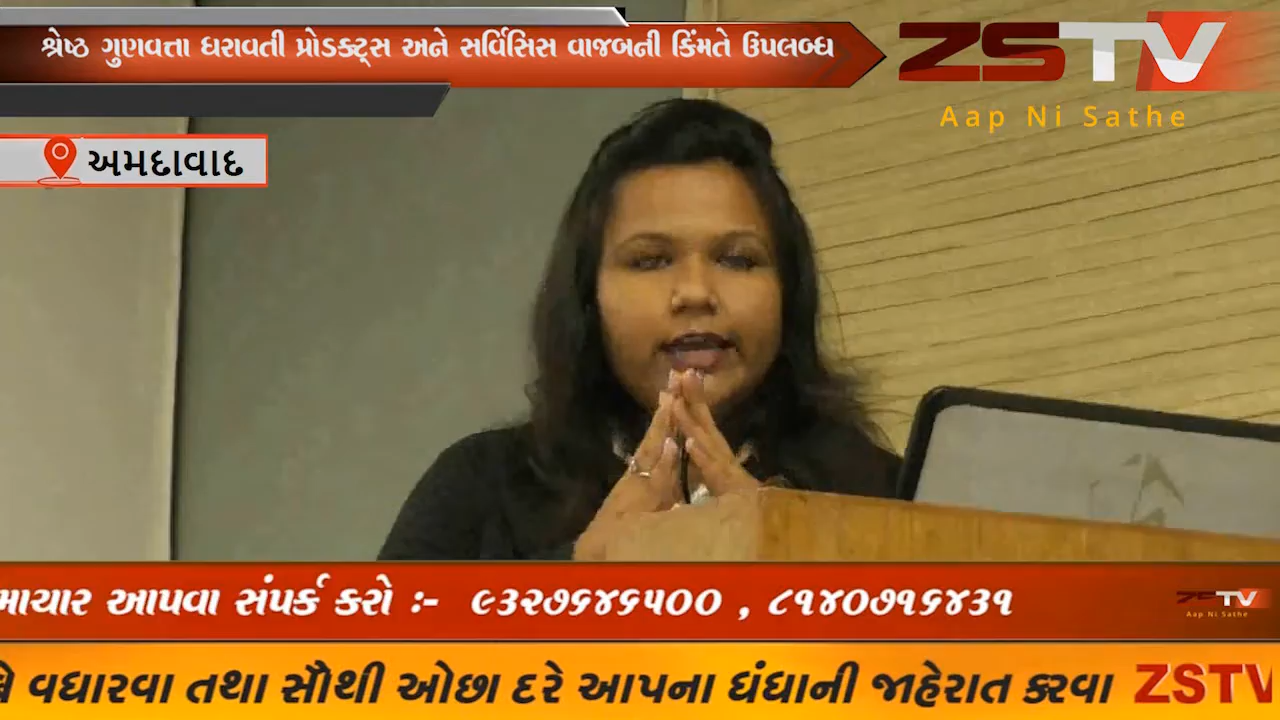 શ્રેષ્ઠ ગુણવત્તા ધરાવતી પ્રોડક્ટ્સ અને સર્વિસિસ વાજબની કિંમતે ઉપલબ્ધ
ZSTV
Aap Ni Sathe
અમદાવાદ
માચાર આપવા સંપર્ક કરો :- ૯૩૨૭૬૪૬૫૦૦ , ૮૧૪૦૭૧૬૪૩૧
ZSTV
Aap Ni Sathe
વધારવા તથા સૌથી ઓછા દરે આપના ધંધાની જાહેરાત કરવા ZSTV